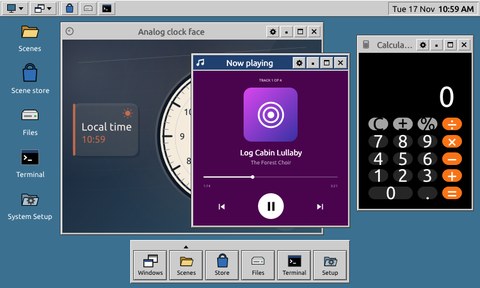 Tue 17 Nov 10:59 AM
Scenes
Scene store
Files
Terminal
System Setup
Analog clock face
Local time
10:59
Now playing
TRACK 1 OF 4
Log Cabin Lullaby
The Forest Choir
1:14
Calcula...
0
C + % ÷
7 8 9 ×
4 5 6 −
1 2 3 +
0 . =
Windows
Scenes
Store
Files
Terminal
Setup